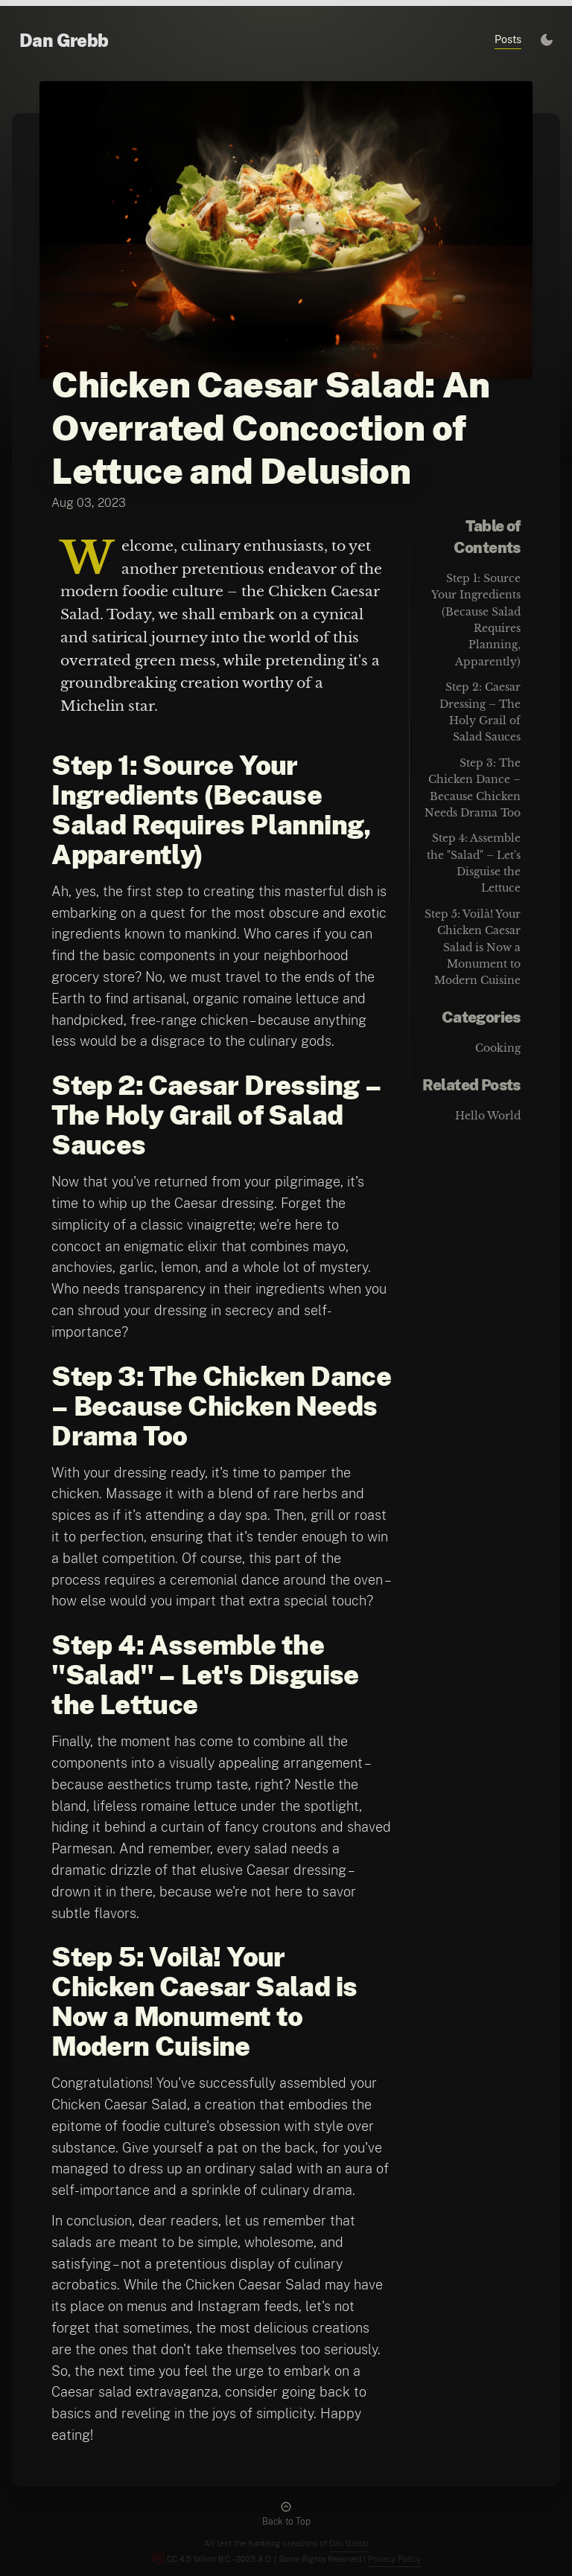 Dan Grebb
Posts
Chicken Caesar Salad: An
Overrated Concoction of
Lettuce and Delusion
Aug 03, 2023
Welcome, culinary enthusiasts, to yet
another pretentious endeavor of the
modern foodie culture – the Chicken Caesar
Salad. Today, we shall embark on a cynical
and satirical journey into the world of this
overrated green mess, while pretending it's a
groundbreaking creation worthy of a
Michelin star.
Step 1: Source Your
Ingredients (Because
Salad Requires Planning,
Apparently)
Ah, yes, the first step to creating this masterful dish is
embarking on a quest for the most obscure and exotic
ingredients known to mankind. Who cares if you can
find the basic components in your neighborhood
grocery store? No, we must travel to the ends of the
Earth to find artisanal, organic romaine lettuce and
handpicked, free-range chicken – because anything
less would be a disgrace to the culinary gods.
Step 2: Caesar Dressing –
The Holy Grail of Salad
Sauces
Now that you've returned from your pilgrimage, it's
time to whip up the Caesar dressing. Forget the
simplicity of a classic vinaigrette; we're here to
concoct an enigmatic elixir that combines mayo,
anchovies, garlic, lemon, and a whole lot of mystery.
Who needs transparency in their ingredients when you
can shroud your dressing in secrecy and self-
importance?
Step 3: The Chicken Dance
– Because Chicken Needs
Drama Too
With your dressing ready, it's time to pamper the
chicken. Massage it with a blend of rare herbs and
spices as if it's attending a day spa. Then, grill or roast
it to perfection, ensuring that it's tender enough to win
a ballet competition. Of course, this part of the
process requires a ceremonial dance around the oven –
how else would you impart that extra special touch?
Step 4: Assemble the
"Salad" – Let's Disguise
the Lettuce
Finally, the moment has come to combine all the
components into a visually appealing arrangement –
because aesthetics trump taste, right? Nestle the
bland, lifeless romaine lettuce under the spotlight,
hiding it behind a curtain of fancy croutons and shaved
Parmesan. And remember, every salad needs a
dramatic drizzle of that elusive Caesar dressing –
drown it in there, because we're not here to savor
subtle flavors.
Step 5: Voilà! Your
Chicken Caesar Salad is
Now a Monument to
Modern Cuisine
Congratulations! You've successfully assembled your
Chicken Caesar Salad, a creation that embodies the
epitome of foodie culture's obsession with style over
substance. Give yourself a pat on the back, for you've
managed to dress up an ordinary salad with an aura of
self-importance and a sprinkle of culinary drama.
In conclusion, dear readers, let us remember that
salads are meant to be simple, wholesome, and
satisfying – not a pretentious display of culinary
acrobatics. While the Chicken Caesar Salad may have
its place on menus and Instagram feeds, let's not
forget that sometimes, the most delicious creations
are the ones that don't take themselves too seriously.
So, the next time you feel the urge to embark on a
Caesar salad extravaganza, consider going back to
basics and reveling in the joys of simplicity. Happy
eating!
Table of
Contents
Step 1: Source
Your Ingredients
(Because Salad
Requires
Planning,
Apparently)
Step 2: Caesar
Dressing – The
Holy Grail of
Salad Sauces
Step 3: The
Chicken Dance –
Because Chicken
Needs Drama Too
Step 4: Assemble
the "Salad" – Let's
Disguise the
Lettuce
Step 5: Voilà! Your
Chicken Caesar
Salad is Now a
Monument to
Modern Cuisine
Categories
Cooking
Related Posts
Hello World
Back to Top
All text the fumbling creations of Dan Grebb
CC 4.5 billion B.C.-2023 A.D. | Some Rights Reserved | Privacy Policy